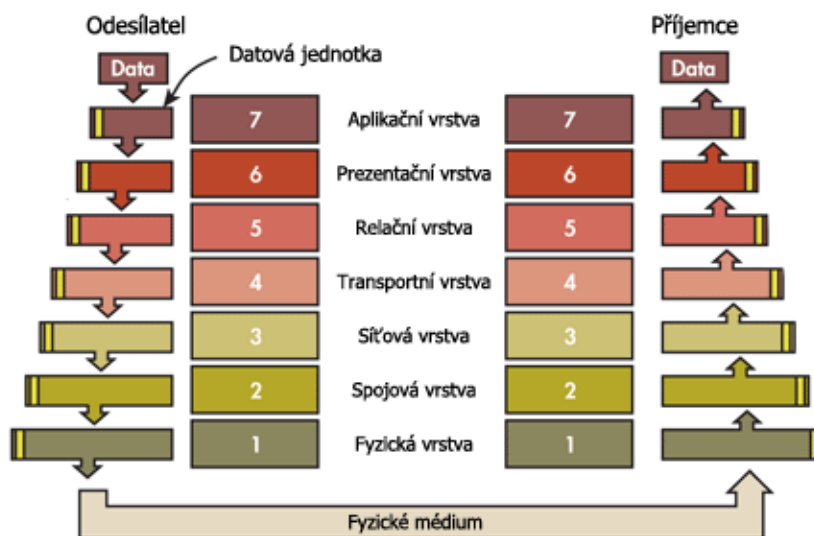 Odesílatel Příjemce
Data Data
Datová jednotka
7 Aplikační vrstva 7
6 Prezentační vrstva 6
5 Relační vrstva 5
4 Transportní vrstva 4
3 Síťová vrstva 3
2 Spojová vrstva 2
1 Fyzická vrstva 1
Fyzické médium